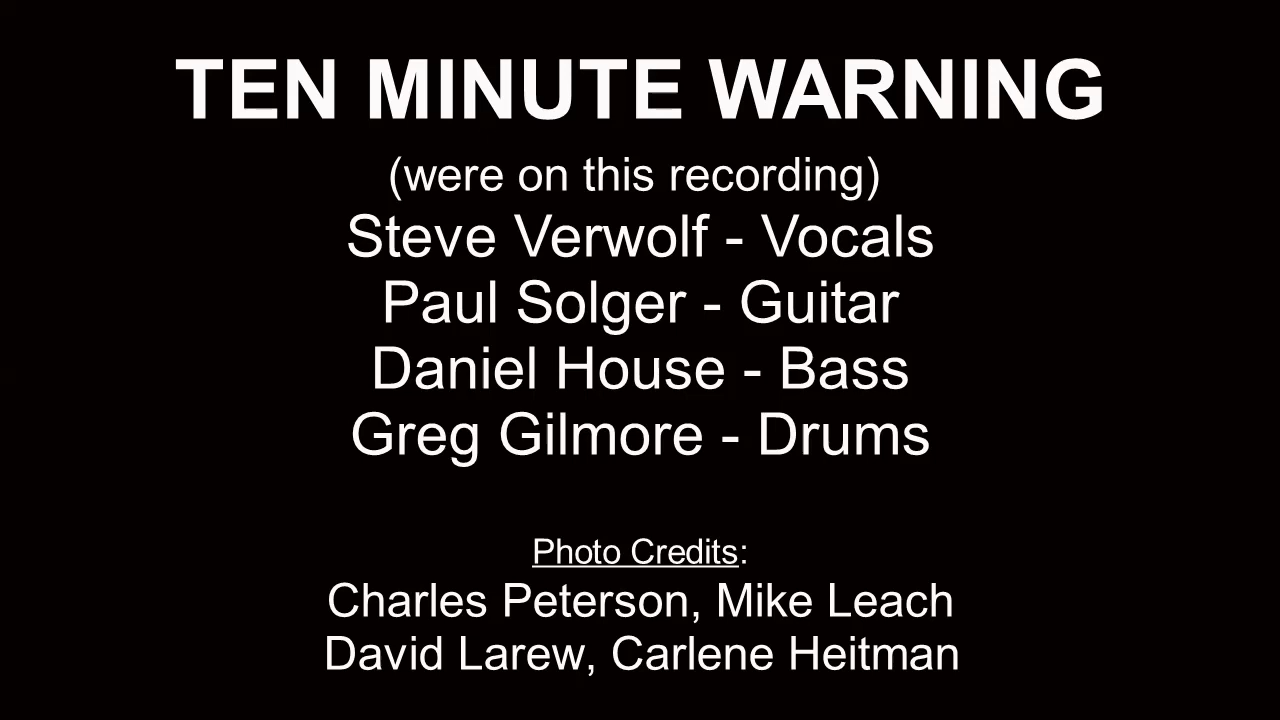 TEN MINUTE WARNING
(were on this recording)
Steve Verwolf - Vocals
Paul Solger - Guitar
Daniel House - Bass
Greg Gilmore - Drums
Photo Credits:
Charles Peterson, Mike Leach
David Larew, Carlene Heitman